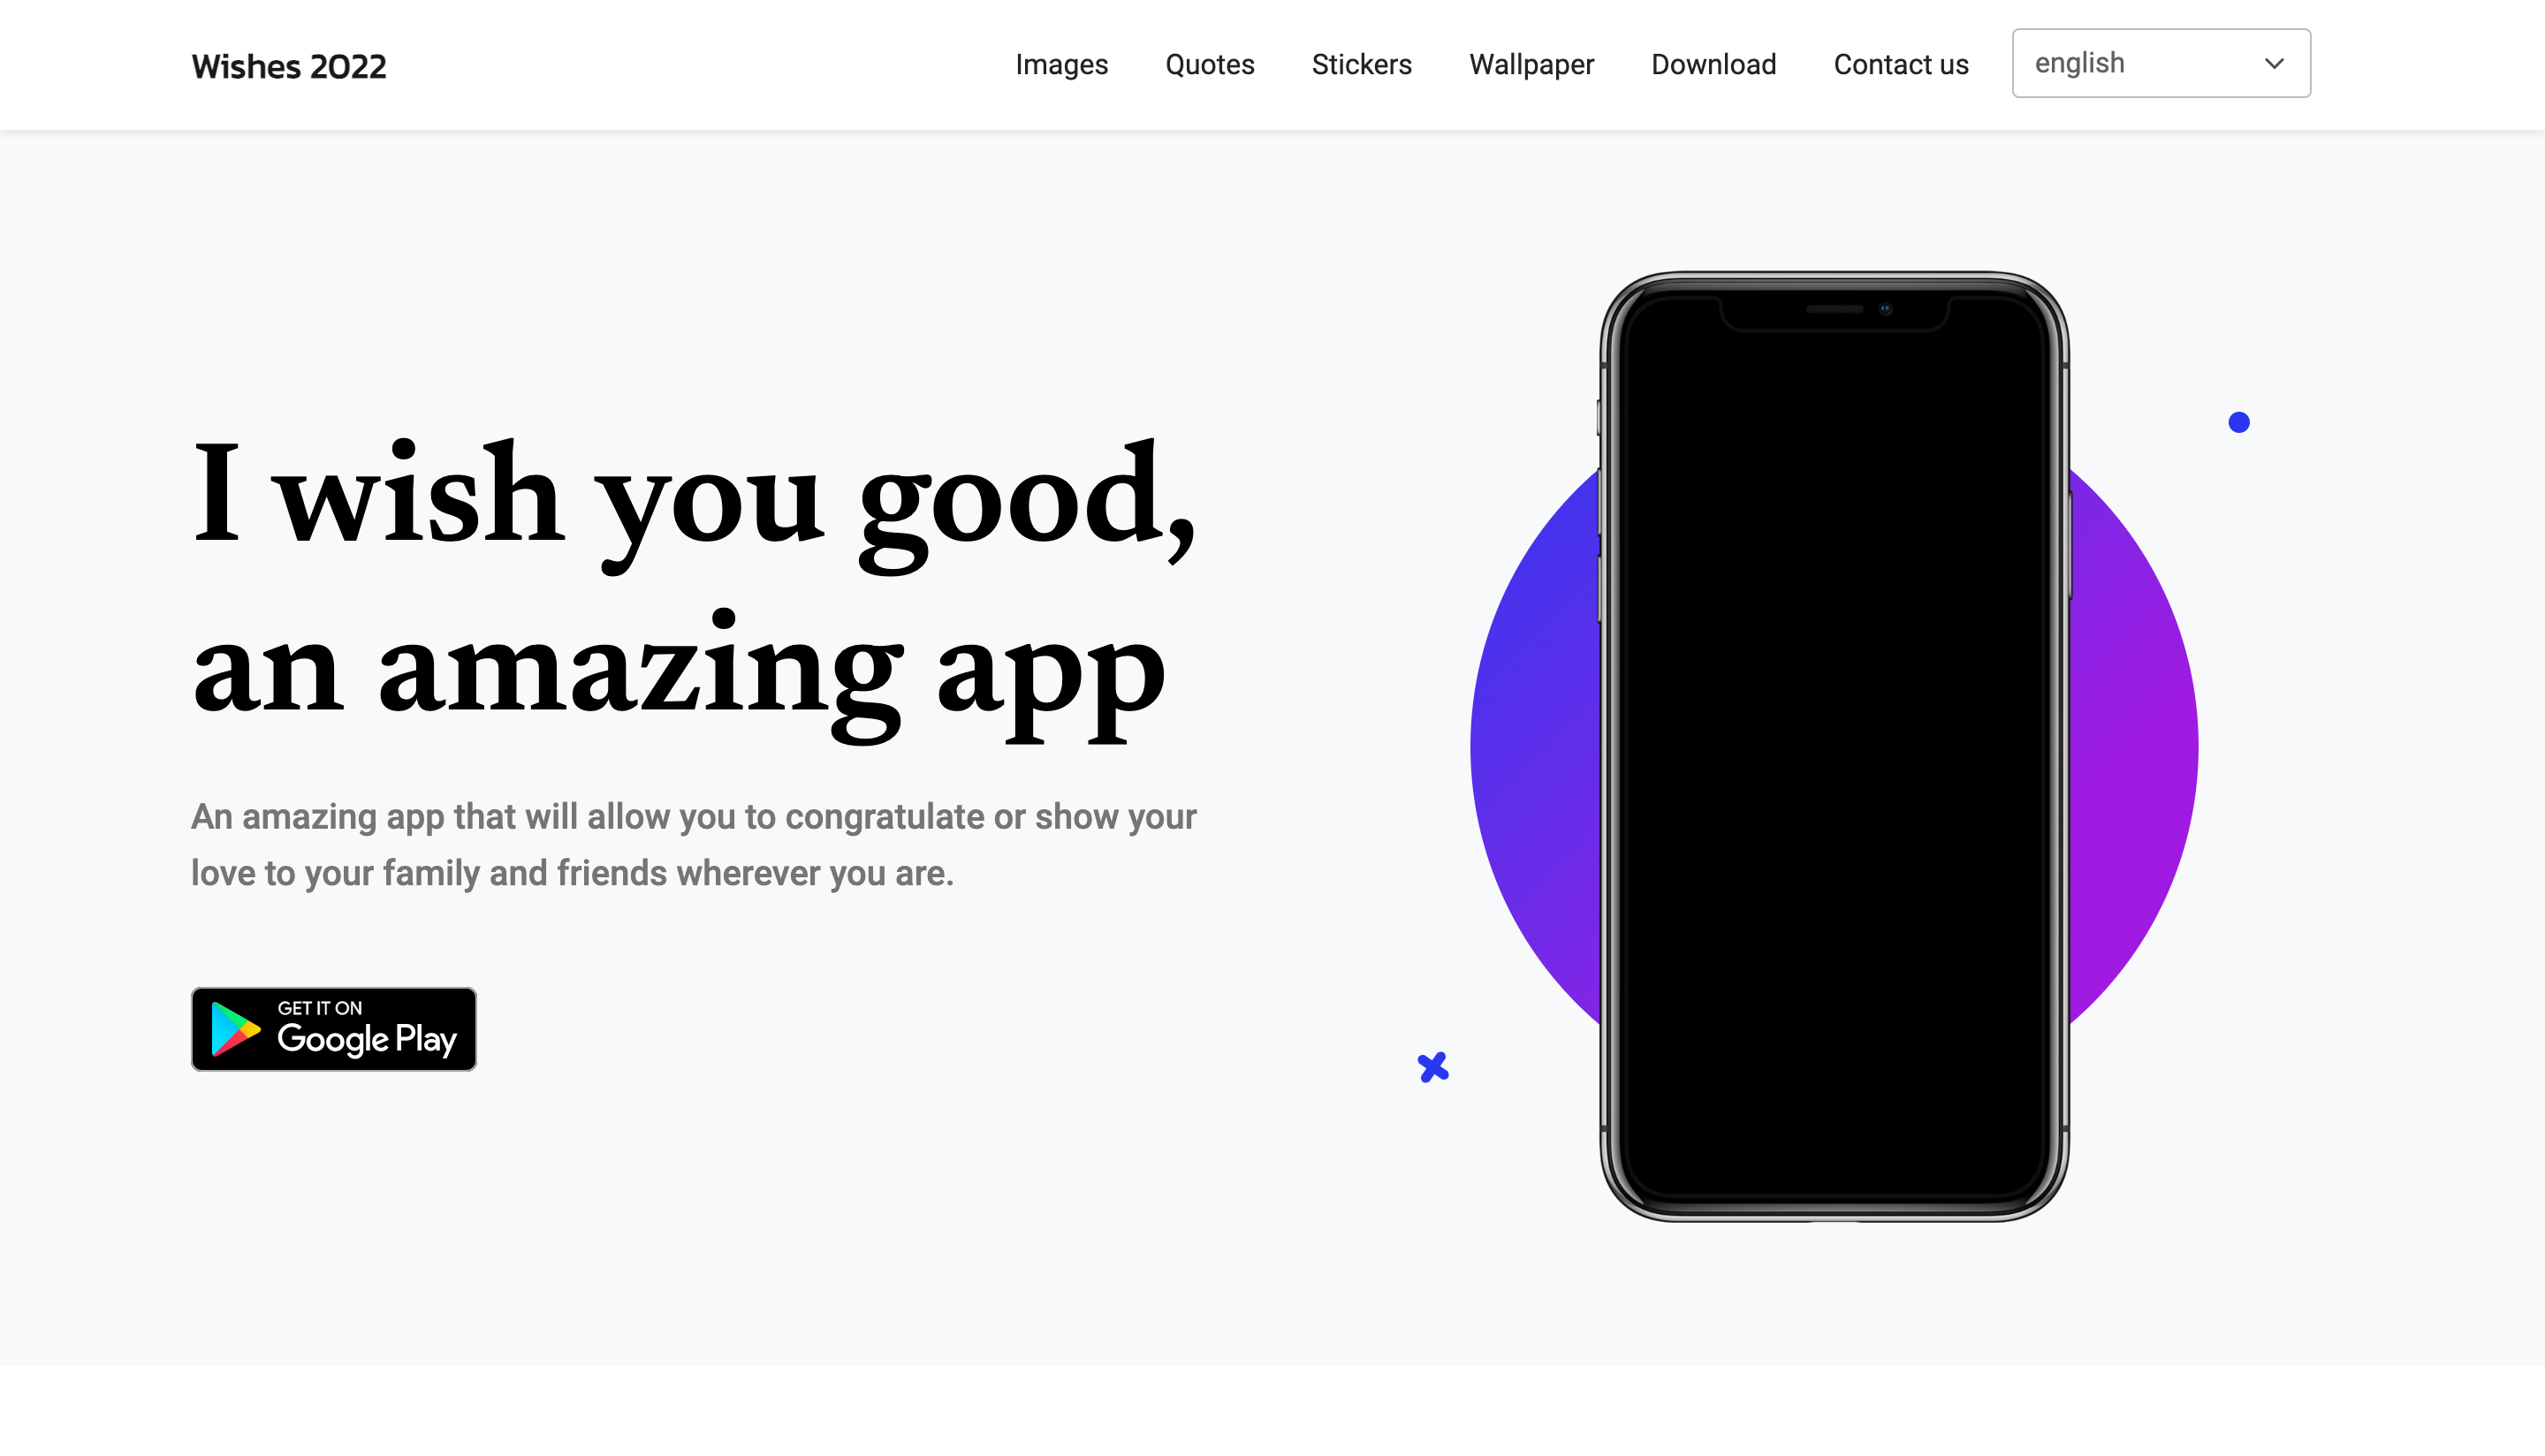 Wishes 2022
Images
Quotes
Stickers
Wallpaper
Download
Contact us
english
I wish you good,
an amazing app
An amazing app that will allow you to congratulate or show your
love to your family and friends wherever you are.
GET IT ON
Google Play